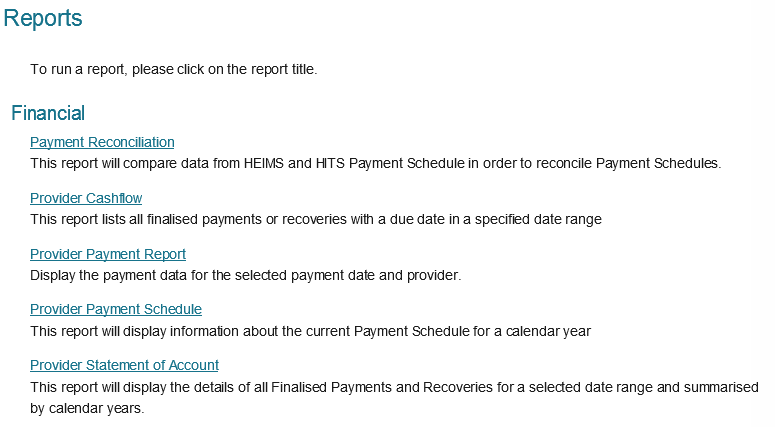 Reports
To run a report, please click on the report title.
Financial
Payment Reconciliation
This report will compare data from HEIMS and HITS Payment Schedule in order to reconcile Payment Schedules.
Provider Cashflow
This report lists all finalised payments or recoveries with a due date in a specified date range
Provider Payment Report
Display the payment data for the selected payment date and provider.
Provider Payment Schedule
This report will display information about the current Payment Schedule for a calendar year
Provider Statement of Account
This report will display the details of all Finalised Payments and Recoveries for a selected date range and summarised
by calendar years.